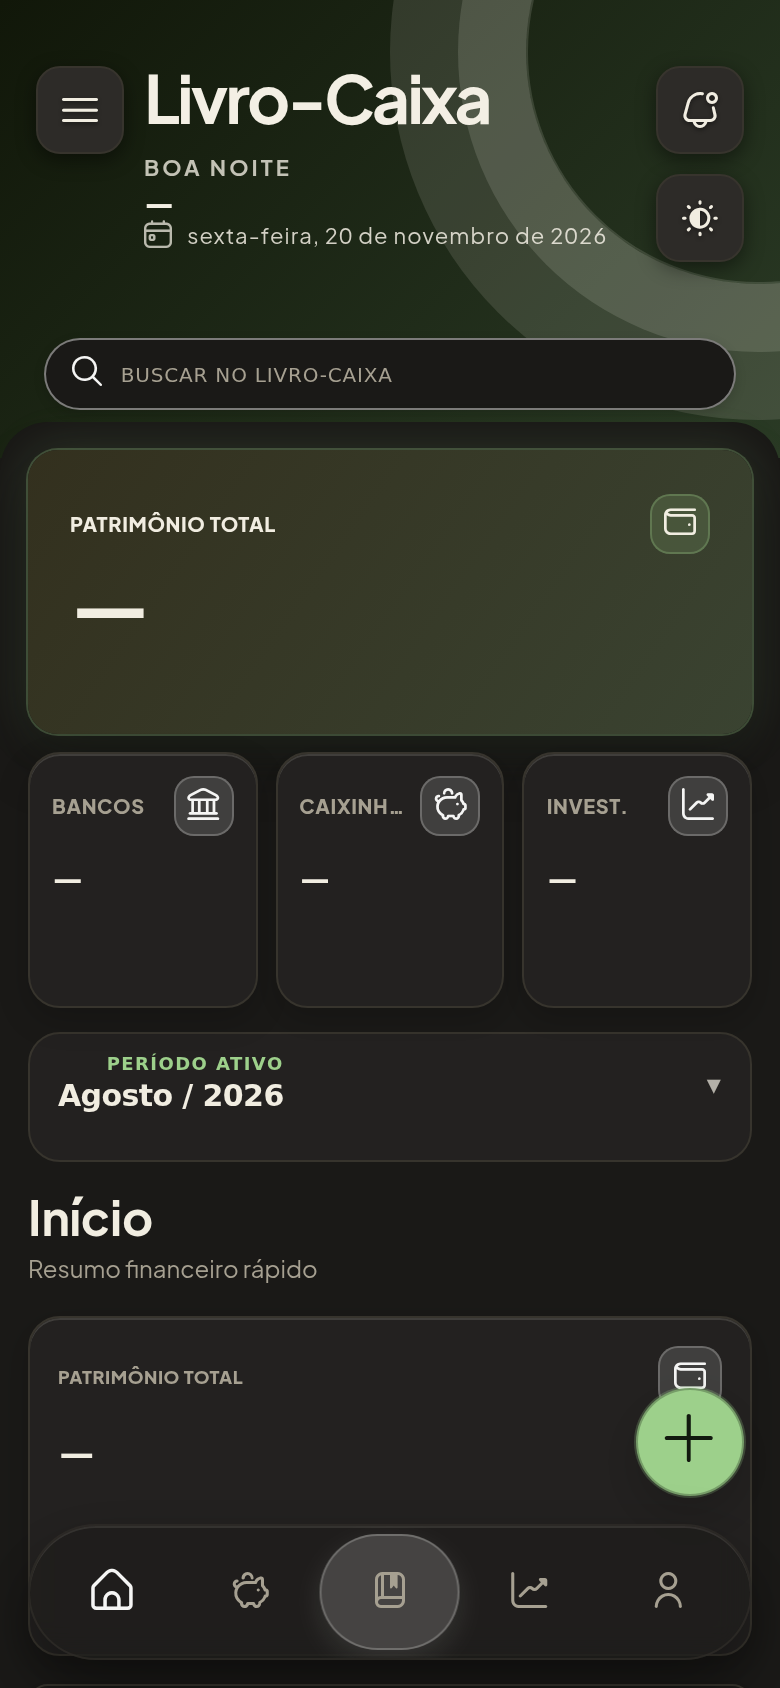 Livro-Caixa
BOA NOITE
—
sexta-feira, 20 de novembro de 2026
BUSCAR NO LIVRO-CAIXA
PATRIMÔNIO TOTAL
—
BANCOS
—
CAIXINH…
—
INVEST.
—
PERÍODO ATIVO
Agosto / 2026
▼
Início
Resumo financeiro rápido
PATRIMÔNIO TOTAL
—